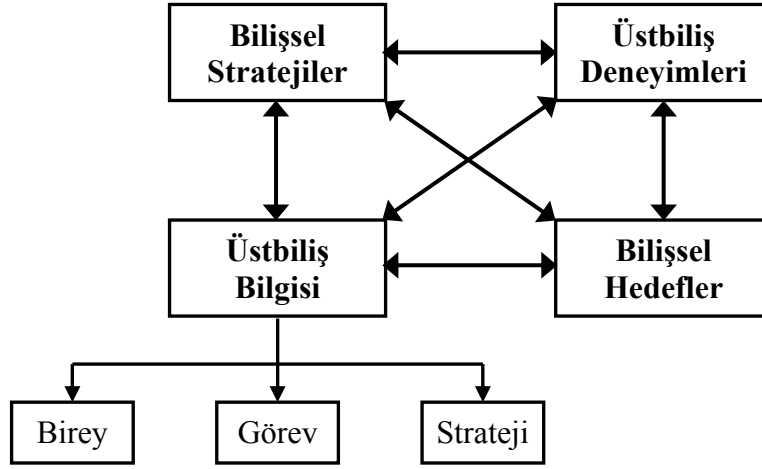 Bilişsel
Stratejiler
Üstbiliş
Deneyimleri
Üstbiliş
Bilgisi
Bilişsel
Hedefler
Birey
Görev
Strateji